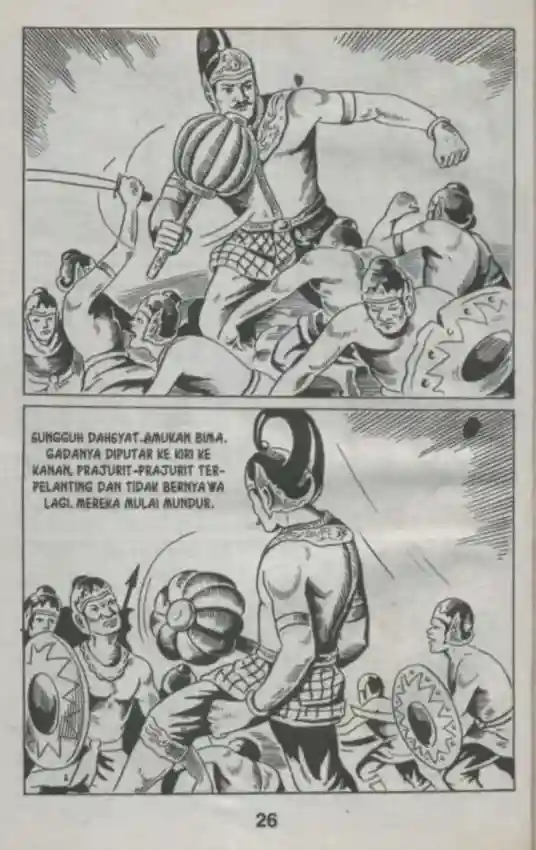 SUNGGUH DAHSYAT AMUKAN BIMA.
GADANYA DIPUTAR KE KIRI KE
KANAN. PRAJURIT-PRAJURIT TER-
PELANTING DAN TIDAK BERNYAWA
LAGI. MEREKA MULAI MUNDUR.
26